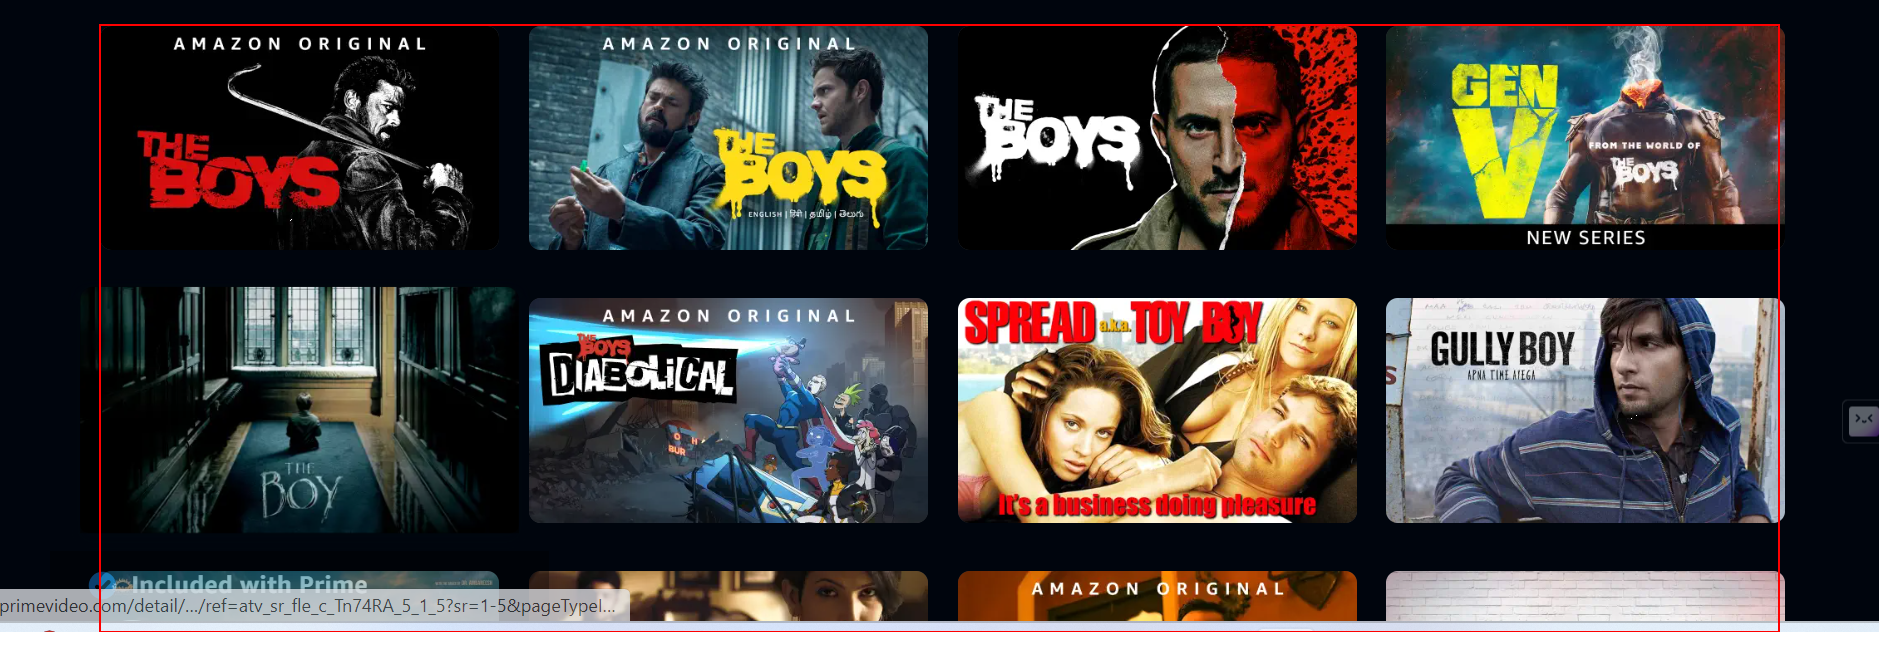 AMAZON ORIGINAL
THE
BOYS
AMAZON ORIGINAL
THE
BOYS
ENGLISH | हिंदी | தமிழ் | తెలుగు
THE
BOYS
GEN
V
FROM THE WORLD OF
THE
BOYS
NEW SERIES
THE
BOY
AMAZON ORIGINAL
THE
BOYS
DIABOLICAL
BUR
SPREAD a.k.a. TOY BOY
It's a business doing pleasure
S
GULLY BOY
APNA TIME AYEGA
Included with Prime
primevideo.com/detail/.../ref=atv_sr_fle_c_Tn74RA_5_1_5?sr=1-5&pageTypeI...
AMAZON ORIGINAL